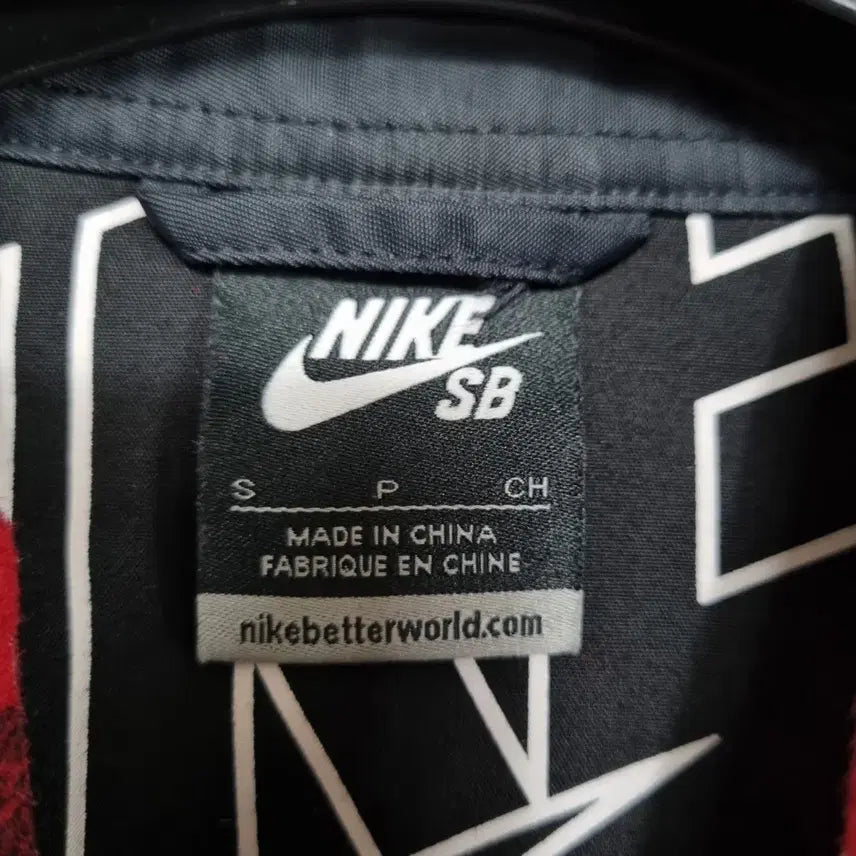 NIKE
SB
S P CH
MADE IN CHINA
FABRIQUE EN CHINE
nikebetterworld.com